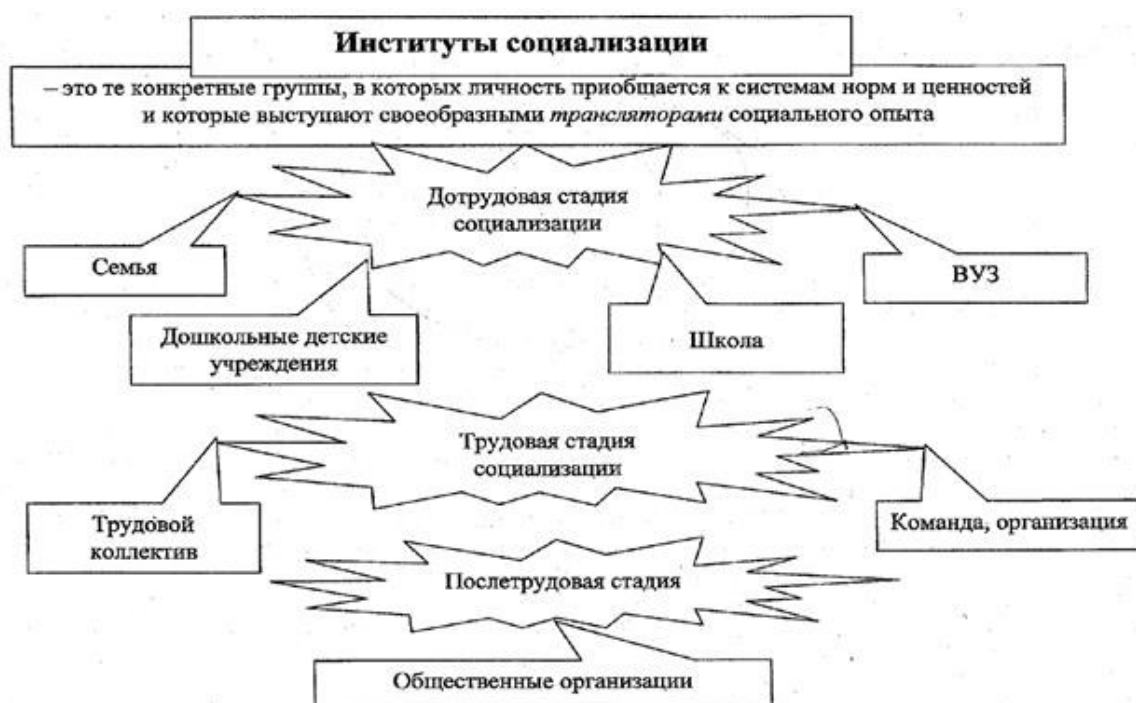 Институты социализации
– это те конкретные группы, в которых личность приобщается к системам норм и ценностей
и которые выступают своеобразными трансляторами социального опыта
Дотрудовая стадия
социализации
Семья
ВУЗ
Дошкольные детские
учреждения
Школа
Трудовая стадия
социализации
Трудовой
коллектив
Команда, организация
Послетрудовая стадия
Общественные организации